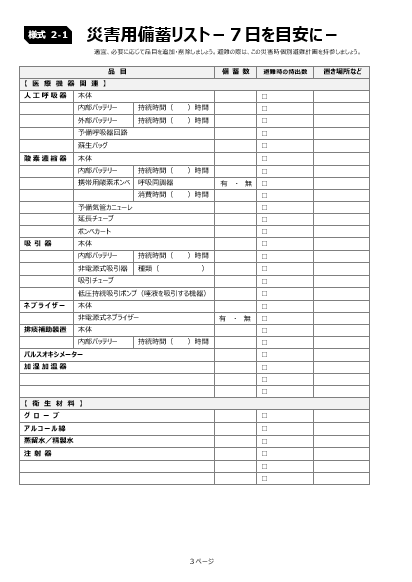 様式 2-1 災害用備蓄リスト－７日を目安に－
適宜、必要に応じて品目を追加・削除しましょう。避難の際は、この災害時個別避難計画を持参しましょう。
品 目 備 蓄 数 避難時の持出数 置き場所など
【 医 療 機 器 関 連 】
人 工 呼 吸 器 本体 □
内部バッテリー 持続時間（ ）時間 □
外部バッテリー 持続時間（ ）時間 □
予備呼吸器回路 □
蘇生バッグ □
酸 素 濃 縮 器 本体 □
内部バッテリー 持続時間（ ）時間 □
携帯用酸素ボンベ 呼吸同調器 有 ・ 無 □
消費時間（ ）時間 □
予備気管カニューレ □
延長チューブ □
ボンベカート □
吸 引 器 本体 □
内部バッテリー 持続時間（ ）時間 □
非電源式吸引器 種類（ ） □
吸引チューブ □
低圧持続吸引ポンプ（唾液を吸引する機器） □
ネブライザー 本体 □
非電源式ネブライザー 有 ・ 無 □
排痰補助装置 本体 □
内部バッテリー 持続時間（ ）時間 □
パルスオキシメーター □
加 湿 加 温 器 □
□
□
【 衛 生 材 料 】
グ ロ ー ブ □
アルコール綿 □
蒸留水／精製水 □
注 射 器 □
□
□
３ページ